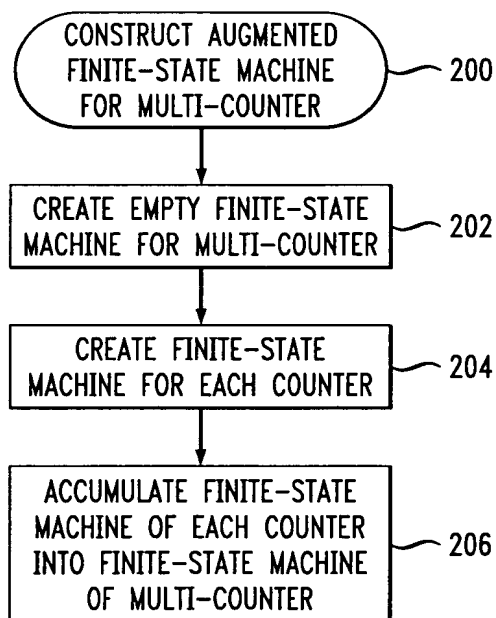 CONSTRUCT AUGMENTED
FINITE-STATE MACHINE
FOR MULTI-COUNTER
200
CREATE EMPTY FINITE-STATE
MACHINE FOR MULTI-COUNTER
202
CREATE FINITE-STATE
MACHINE FOR EACH COUNTER
204
ACCUMULATE FINITE-STATE
MACHINE OF EACH COUNTER
INTO FINITE-STATE MACHINE
OF MULTI-COUNTER
206